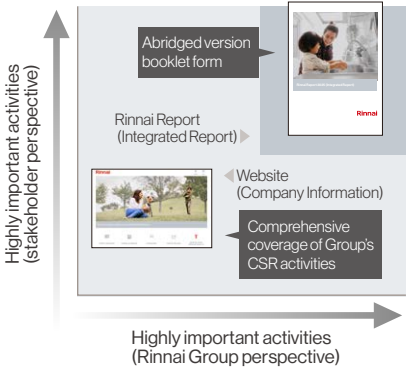 Highly important activities
(stakeholder perspective)
Abridged version
booklet form
Rinnai
Rinnai Report
(Integrated Report)
Rinnai
Website
(Company Information)
Comprehensive
coverage of Group's
CSR activities
Highly important activities
(Rinnai Group perspective)